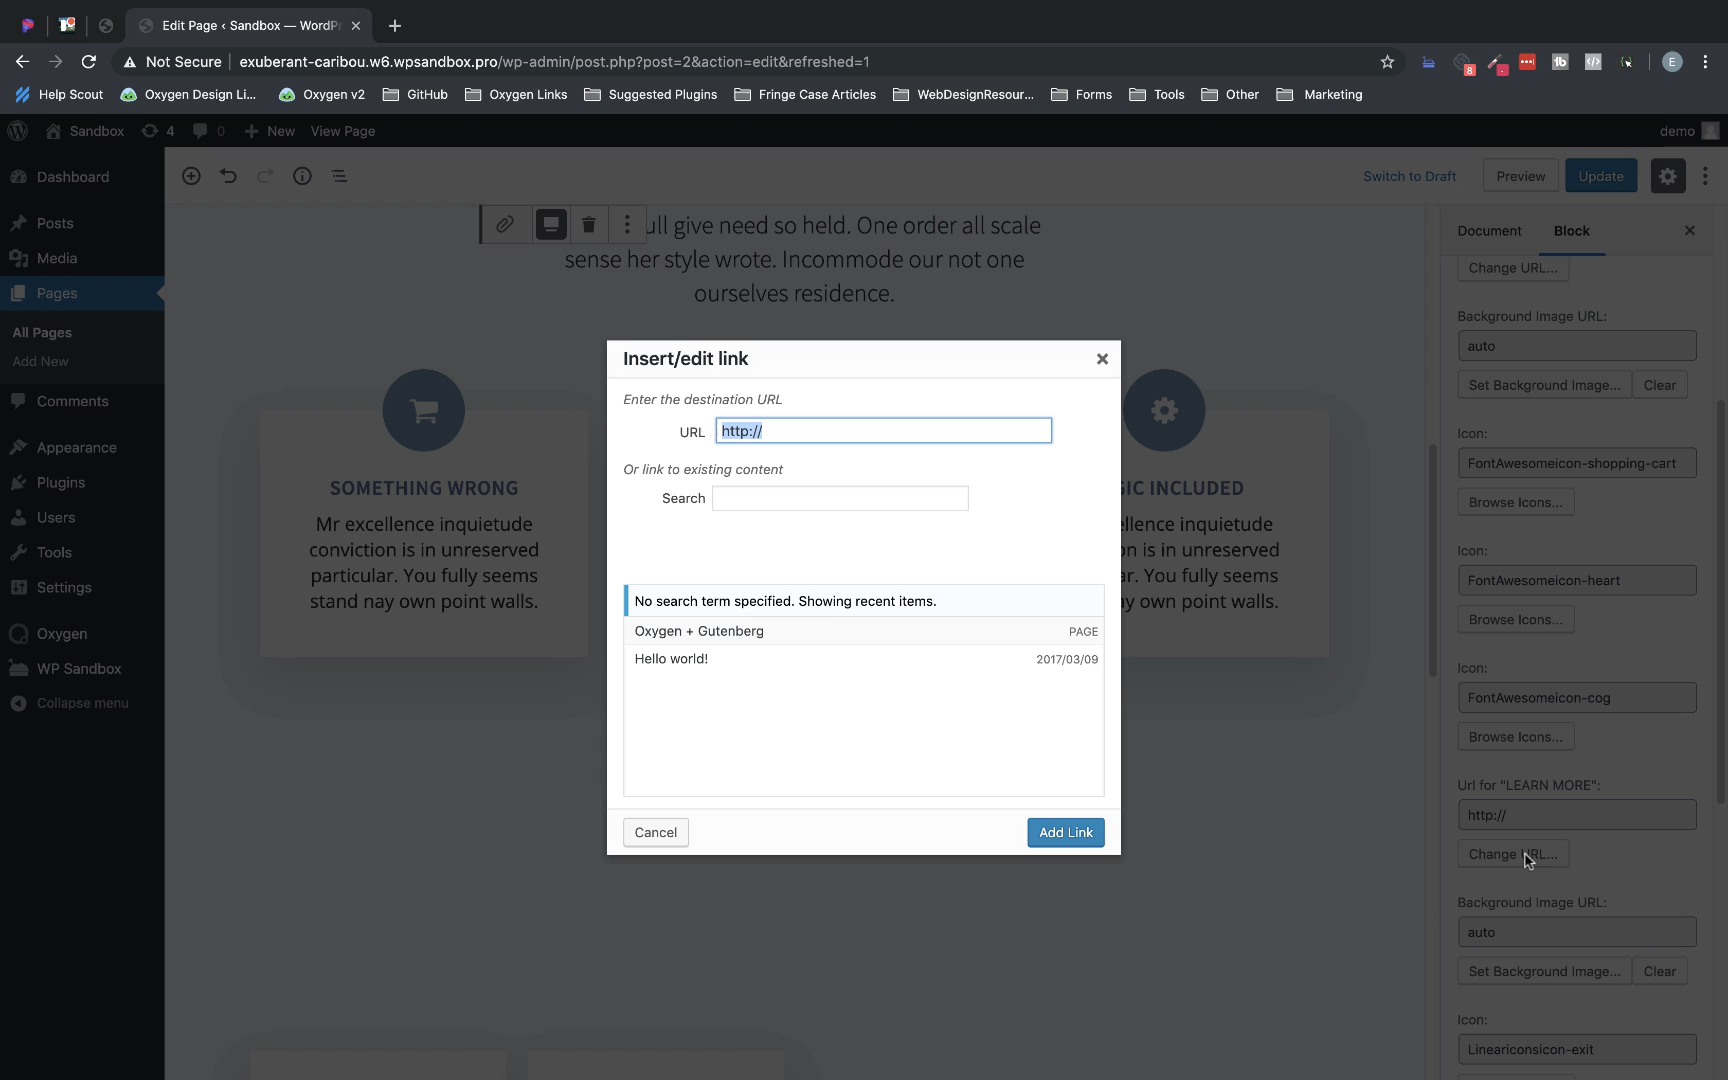 Edit Page ‹ Sandbox — WordPr
Not Secure
exuberant-caribou.w6.wpsandbox.pro/wp-admin/post.php?post=2&action=edit&refreshed=1
8
tb
E
Help Scout
Oxygen Design Li...
Oxygen v2
GitHub
Oxygen Links
Suggested Plugins
Fringe Case Articles
WebDesignResour...
Forms
Tools
Other
Marketing
Sandbox
4
0
New
View Page
demo
Dashboard
Posts
Media
Pages
All Pages
Add New
Comments
Appearance
Plugins
Users
Tools
Settings
Oxygen
WP Sandbox
Collapse menu
Switch to Draft
Preview
Update
ull give need so held. One order all scale
sense her style wrote. Incommode our not one
ourselves residence.
SOMETHING WRONG
Mr excellence inquietude
conviction is in unreserved
particular. You fully seems
stand nay own point walls.
Insert/edit link
Enter the destination URL
URL
http://
Or link to existing content
Search
No search term specified. Showing recent items.
Oxygen + Gutenberg
PAGE
Hello world!
2017/03/09
Cancel
Add Link
GIC INCLUDED
ellence inquietude
on is in unreserved
ar. You fully seems
ay own point walls.
Document
Block
Change URL...
Background Image URL:
auto
Set Background Image...
Clear
Icon:
FontAwesomeicon-shopping-cart
Browse Icons...
Icon:
FontAwesomeicon-heart
Browse Icons...
Icon:
FontAwesomeicon-cog
Browse Icons...
Url for "LEARN MORE":
http://
Change URL...
Background Image URL:
auto
Set Background Image...
Clear
Icon:
Lineariconsicon-exit